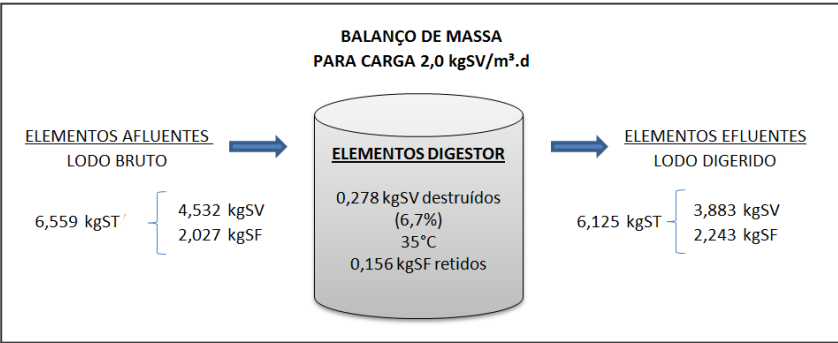 BALANÇO DE MASSA
PARA CARGA 2,0 kgSV/m³.d
ELEMENTOS AFLUENTES
LODO BRUTO
6,559 kgST
4,532 kgSV
2,027 kgSF
ELEMENTOS DIGESTOR
0,278 kgSV destruídos
(6,7%)
35°C
0,156 kgSF retidos
ELEMENTOS EFLUENTES
LODO DIGERIDO
6,125 kgST
3,883 kgSV
2,243 kgSF